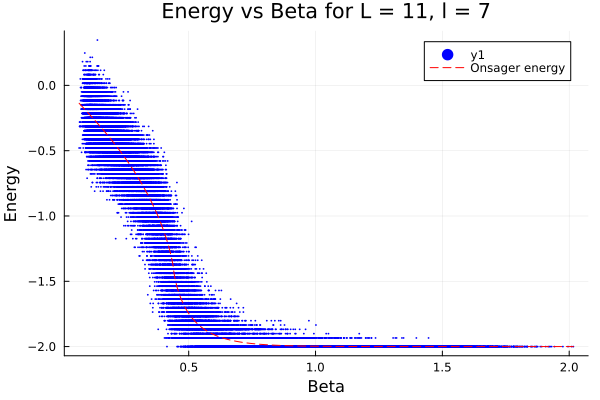 Energy vs Beta for L = 11, l = 7
y1
Onsager energy
Energy
0.0
−0.5
−1.0
−1.5
−2.0
0.5
1.0
1.5
2.0
Beta